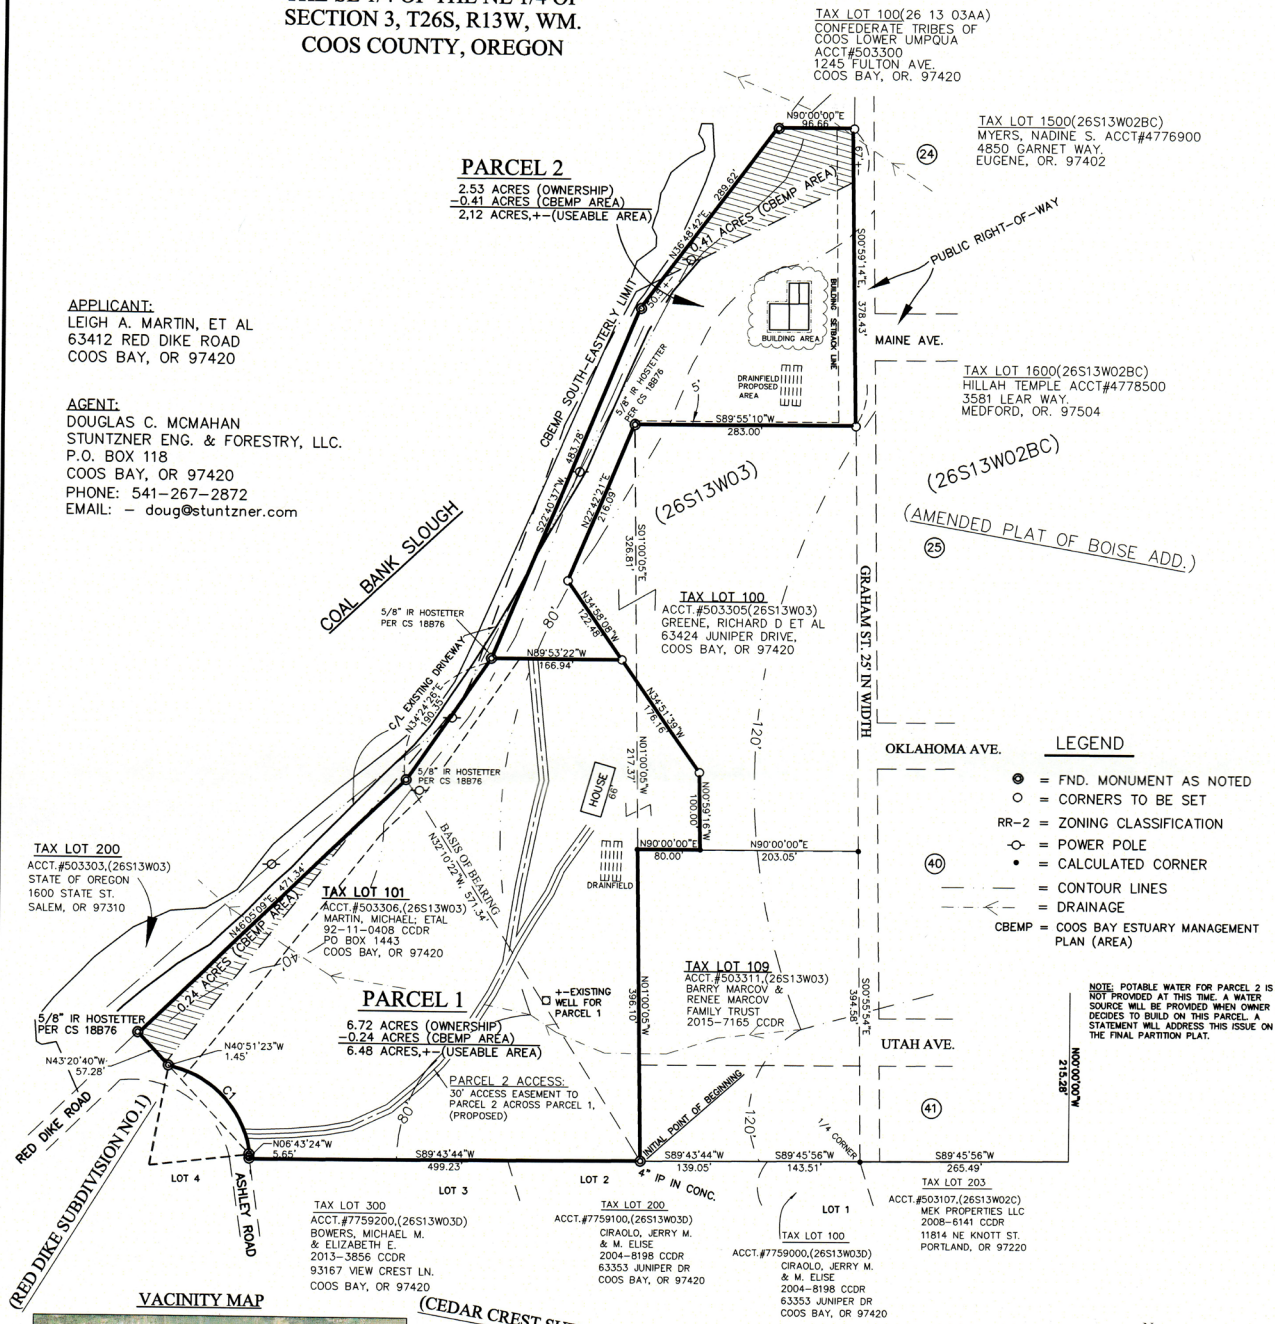 SECTION 3, T26S, R13W, WM.
COOS COUNTY, OREGON
TAX LOT 100(26 13 03AA)
CONFEDERATE TRIBES OF
COOS LOWER UMPQUA
ACCT#503300
1245 FULTON AVE.
COOS BAY, OR. 97420
TAX LOT 1500(26S13W02BC)
MYERS, NADINE S. ACCT#4776900
4850 GARNET WAY.
EUGENE, OR. 97402
24
N90°00'00"E
96.66'
67'+-
PARCEL 2
2.53 ACRES (OWNERSHIP)
-0.41 ACRES (CBEMP AREA)
2,12 ACRES,+-(USEABLE AREA)
N36°48'42"E, 289.62'
0.41 ACRES (CBEMP AREA)
50.5'+-
S00°59'14"E, 378.43'
PUBLIC RIGHT-OF-WAY
BUILDING SETBACK LINE
BUILDING AREA
MAINE AVE.
APPLICANT:
LEIGH A. MARTIN, ET AL
63412 RED DIKE ROAD
COOS BAY, OR 97420
AGENT:
DOUGLAS C. MCMAHAN
STUNTZNER ENG. & FORESTRY, LLC.
P.O. BOX 118
COOS BAY, OR 97420
PHONE: 541-267-2872
EMAIL: - doug@stuntzner.com
CBEMP SOUTH-EASTERLY LIMIT
5/8" IR HOSTETTER
PER CS 18B76
DRAINFIELD
PROPOSED
AREA
5'
S89°55'10"W
283.00'
TAX LOT 1600(26S13W02BC)
HILLAH TEMPLE ACCT#4778500
3581 LEAR WAY.
MEDFORD, OR. 97504
(26S13W03)
(26S13W02BC)
(AMENDED PLAT OF BOISE ADD.)
25
S22°40'37"W, 483.78'
N22°42'21"E
216.09'
S01°00'05"E
326.81'
COAL BANK SLOUGH
5/8" IR HOSTETTER
PER CS 18B76
80'
N34°58'08"W
122.48'
TAX LOT 100
ACCT.#503305(26S13W03)
GREENE, RICHARD D ET AL
63424 JUNIPER DRIVE,
COOS BAY, OR 97420
GRAHAM ST. 25' IN WIDTH
N89°53'22"W
166.94'
C/L EXISTING DRIVEWAY
N34°24'26"E
190.35'
N34°51'39"W
176.16'
120'
5/8" IR HOSTETTER
PER CS 18B76
N01°00'05"W
217.37'
HOUSE
66'
N00°59'16"W
100.00'
OKLAHOMA AVE.
LEGEND
= FND. MONUMENT AS NOTED
= CORNERS TO BE SET
RR-2 = ZONING CLASSIFICATION
= POWER POLE
= CALCULATED CORNER
= CONTOUR LINES
= DRAINAGE
CBEMP = COOS BAY ESTUARY MANAGEMENT
PLAN (AREA)
40
BASIS OF BEARING
N32°10'22"W, 571.34'
N90°00'00"E
80.00'
N90°00'00"E
203.05'
DRAINFIELD
TAX LOT 200
ACCT.#503303,(26S13W03)
STATE OF OREGON
1600 STATE ST.
SALEM, OR 97310
N46°05'09"E, 471.34'
0.24 ACRES (CBEMP AREA)
40'
TAX LOT 101
ACCT.#503306,(26S13W03)
MARTIN, MICHAEL; ETAL
92-11-0408 CCDR
PO BOX 1443
COOS BAY, OR 97420
PARCEL 1
6.72 ACRES (OWNERSHIP)
-0.24 ACRES (CBEMP AREA)
6.48 ACRES,+-(USEABLE AREA)
+-EXISTING
WELL FOR
PARCEL 1
N01°00'05"W
396.10'
TAX LOT 109
ACCT.#503311,(26S13W03)
BARRY MARCOV &
RENEE MARCOV
FAMILY TRUST
2015-7165 CCDR
S00°55'54"E
394.58'
NOTE: POTABLE WATER FOR PARCEL 2 IS
NOT PROVIDED AT THIS TIME. A WATER
SOURCE WILL BE PROVIDED WHEN OWNER
DECIDES TO BUILD ON THIS PARCEL. A
STATEMENT WILL ADDRESS THIS ISSUE ON
THE FINAL PARTITION PLAT.
5/8" IR HOSTETTER
PER CS 18B76
N43°20'40"W
57.28'
N40°51'23"W
1.45'
C1
PARCEL 2 ACCESS:
30' ACCESS EASEMENT TO
PARCEL 2 ACROSS PARCEL 1,
(PROPOSED)
80'
UTAH AVE.
N00°00'00"W
215.28'
41
INITIAL POINT OF BEGINNING
120'
1/4 CORNER
RED DIKE ROAD
(RED DIKE SUBDIVISION NO.1)
N06°43'24"W
5.65'
S89°43'44"W
499.23'
S89°43'44"W
139.05'
S89°45'56"W
143.51'
S89°45'56"W
265.49'
4" IP IN CONC.
LOT 4
ASHLEY ROAD
LOT 3
LOT 2
LOT 1
TAX LOT 300
ACCT.#7759200,(26S13W03D)
BOWERS, MICHAEL M.
& ELIZABETH E.
2013-3856 CCDR
93167 VIEW CREST LN.
COOS BAY, OR 97420
TAX LOT 200
ACCT.#7759100,(26S13W03D)
CIRAOLO, JERRY M.
& M. ELISE
2004-8198 CCDR
63353 JUNIPER DR
COOS BAY, OR 97420
TAX LOT 100
ACCT.#7759000,(26S13W03D)
CIRAOLO, JERRY M.
& M. ELISE
2004-8198 CCDR
63353 JUNIPER DR
COOS BAY, OR 97420
TAX LOT 203
ACCT.#503107,(26S13W02C)
MEK PROPERTIES LLC
2008-6141 CCDR
11814 NE KNOTT ST.
PORTLAND, OR 97220
VACINITY MAP
(CEDAR CREST